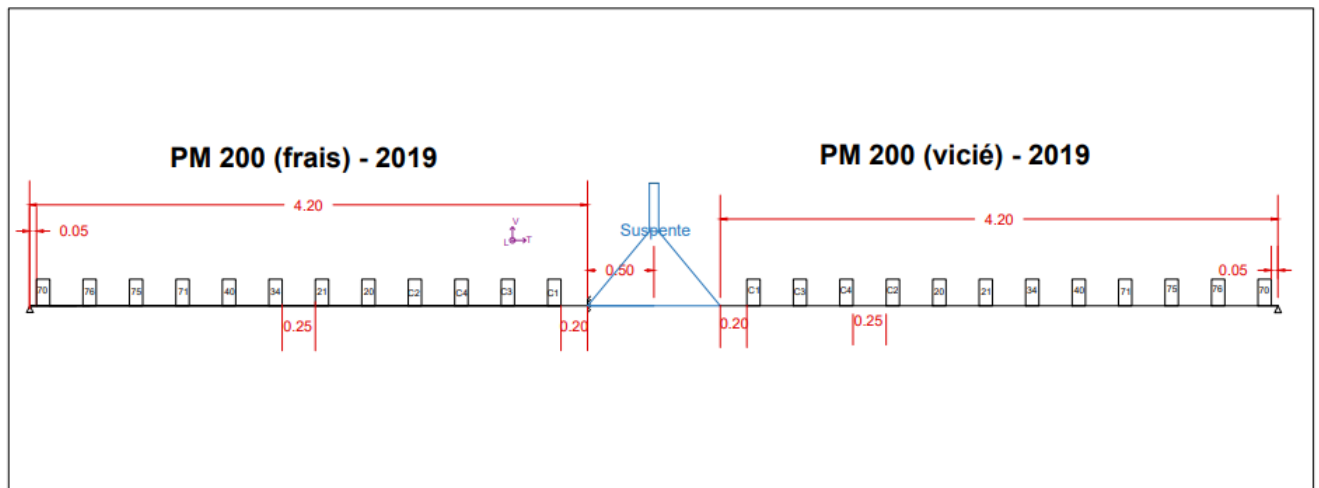 PM 200 (frais) - 2019
PM 200 (vicié) - 2019
4.20
4.20
0.05
V
L T
Suspente
0.50
0.05
70 76 75 71 40 34 21 20 C2 C4 C3 C1
C1 C3 C4 C2 20 21 34 40 71 75 76 70
0.25
0.20
0.20
0.25